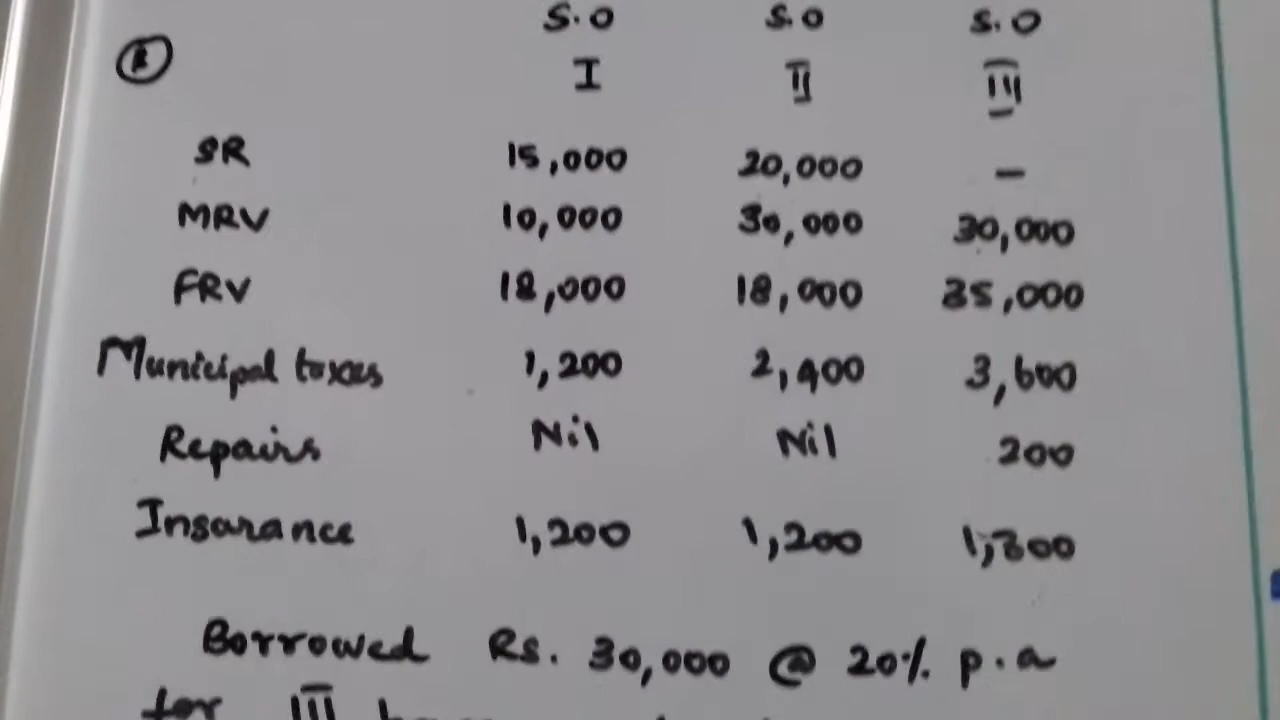 S.O S.O S.O
I II III
SR 15,000 20,000 –
MRV 10,000 30,000 30,000
FRV 18,000 18,000 35,000
Municipal taxes 1,200 2,400 3,600
Repairs Nil Nil 200
Insurance 1,200 1,200 1,300
Borrowed Rs. 30,000 @ 20% p.a
for III